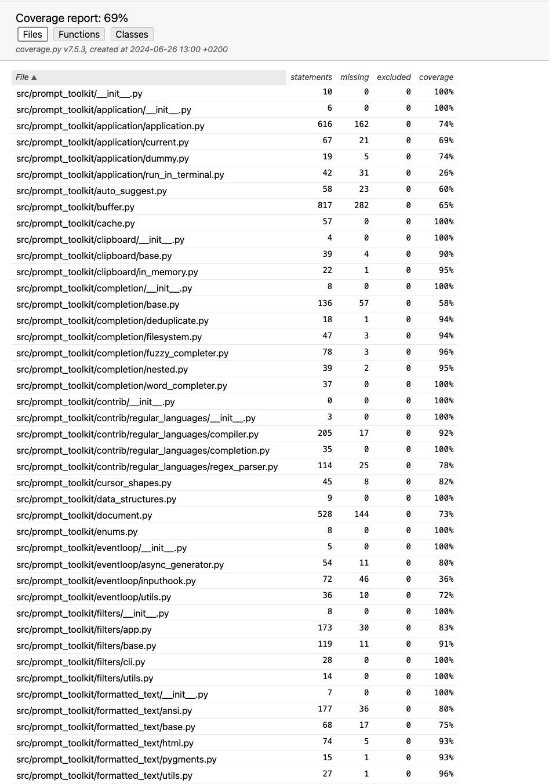 Coverage report: 69%
Files Functions Classes
coverage.py v7.5.3, created at 2024-06-26 13:00 +0200
File ▲ statements missing excluded coverage
src/prompt_toolkit/__init__.py 10 0 0 100%
src/prompt_toolkit/application/__init__.py 6 0 0 100%
src/prompt_toolkit/application/application.py 616 162 0 74%
src/prompt_toolkit/application/current.py 67 21 0 69%
src/prompt_toolkit/application/dummy.py 19 5 0 74%
src/prompt_toolkit/application/run_in_terminal.py 42 31 0 26%
src/prompt_toolkit/auto_suggest.py 58 23 0 60%
src/prompt_toolkit/buffer.py 817 282 0 65%
src/prompt_toolkit/cache.py 57 0 0 100%
src/prompt_toolkit/clipboard/__init__.py 4 0 0 100%
src/prompt_toolkit/clipboard/base.py 39 4 0 90%
src/prompt_toolkit/clipboard/in_memory.py 22 1 0 95%
src/prompt_toolkit/completion/__init__.py 8 0 0 100%
src/prompt_toolkit/completion/base.py 136 57 0 58%
src/prompt_toolkit/completion/deduplicate.py 18 1 0 94%
src/prompt_toolkit/completion/filesystem.py 47 3 0 94%
src/prompt_toolkit/completion/fuzzy_completer.py 78 3 0 96%
src/prompt_toolkit/completion/nested.py 39 2 0 95%
src/prompt_toolkit/completion/word_completer.py 37 0 0 100%
src/prompt_toolkit/contrib/__init__.py 0 0 0 100%
src/prompt_toolkit/contrib/regular_languages/__init__.py 3 0 0 100%
src/prompt_toolkit/contrib/regular_languages/compiler.py 205 17 0 92%
src/prompt_toolkit/contrib/regular_languages/completion.py 35 0 0 100%
src/prompt_toolkit/contrib/regular_languages/regex_parser.py 114 25 0 78%
src/prompt_toolkit/cursor_shapes.py 45 8 0 82%
src/prompt_toolkit/data_structures.py 9 0 0 100%
src/prompt_toolkit/document.py 528 144 0 73%
src/prompt_toolkit/enums.py 8 0 0 100%
src/prompt_toolkit/eventloop/__init__.py 5 0 0 100%
src/prompt_toolkit/eventloop/async_generator.py 54 11 0 80%
src/prompt_toolkit/eventloop/inputhook.py 72 46 0 36%
src/prompt_toolkit/eventloop/utils.py 36 10 0 72%
src/prompt_toolkit/filters/__init__.py 8 0 0 100%
src/prompt_toolkit/filters/app.py 173 30 0 83%
src/prompt_toolkit/filters/base.py 119 11 0 91%
src/prompt_toolkit/filters/cli.py 28 0 0 100%
src/prompt_toolkit/filters/utils.py 14 0 0 100%
src/prompt_toolkit/formatted_text/__init__.py 7 0 0 100%
src/prompt_toolkit/formatted_text/ansi.py 177 36 0 80%
src/prompt_toolkit/formatted_text/base.py 68 17 0 75%
src/prompt_toolkit/formatted_text/html.py 74 5 0 93%
src/prompt_toolkit/formatted_text/pygments.py 15 1 0 93%
src/prompt_toolkit/formatted_text/utils.py 27 1 0 96%